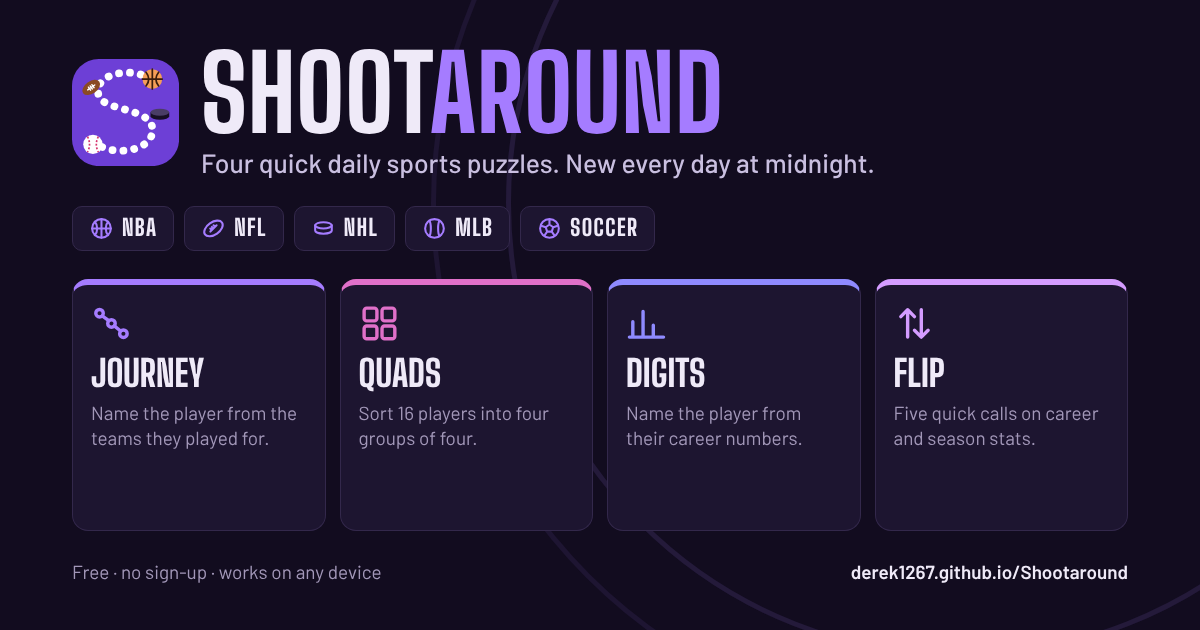 SHOOTAROUND
Four quick daily sports puzzles. New every day at midnight.
NBA
NFL
NHL
MLB
SOCCER
JOURNEY
Name the player from the
teams they played for.
QUADS
Sort 16 players into four
groups of four.
DIGITS
Name the player from
their career numbers.
FLIP
Five quick calls on career
and season stats.
Free · no sign-up · works on any device
derek1267.github.io/Shootaround